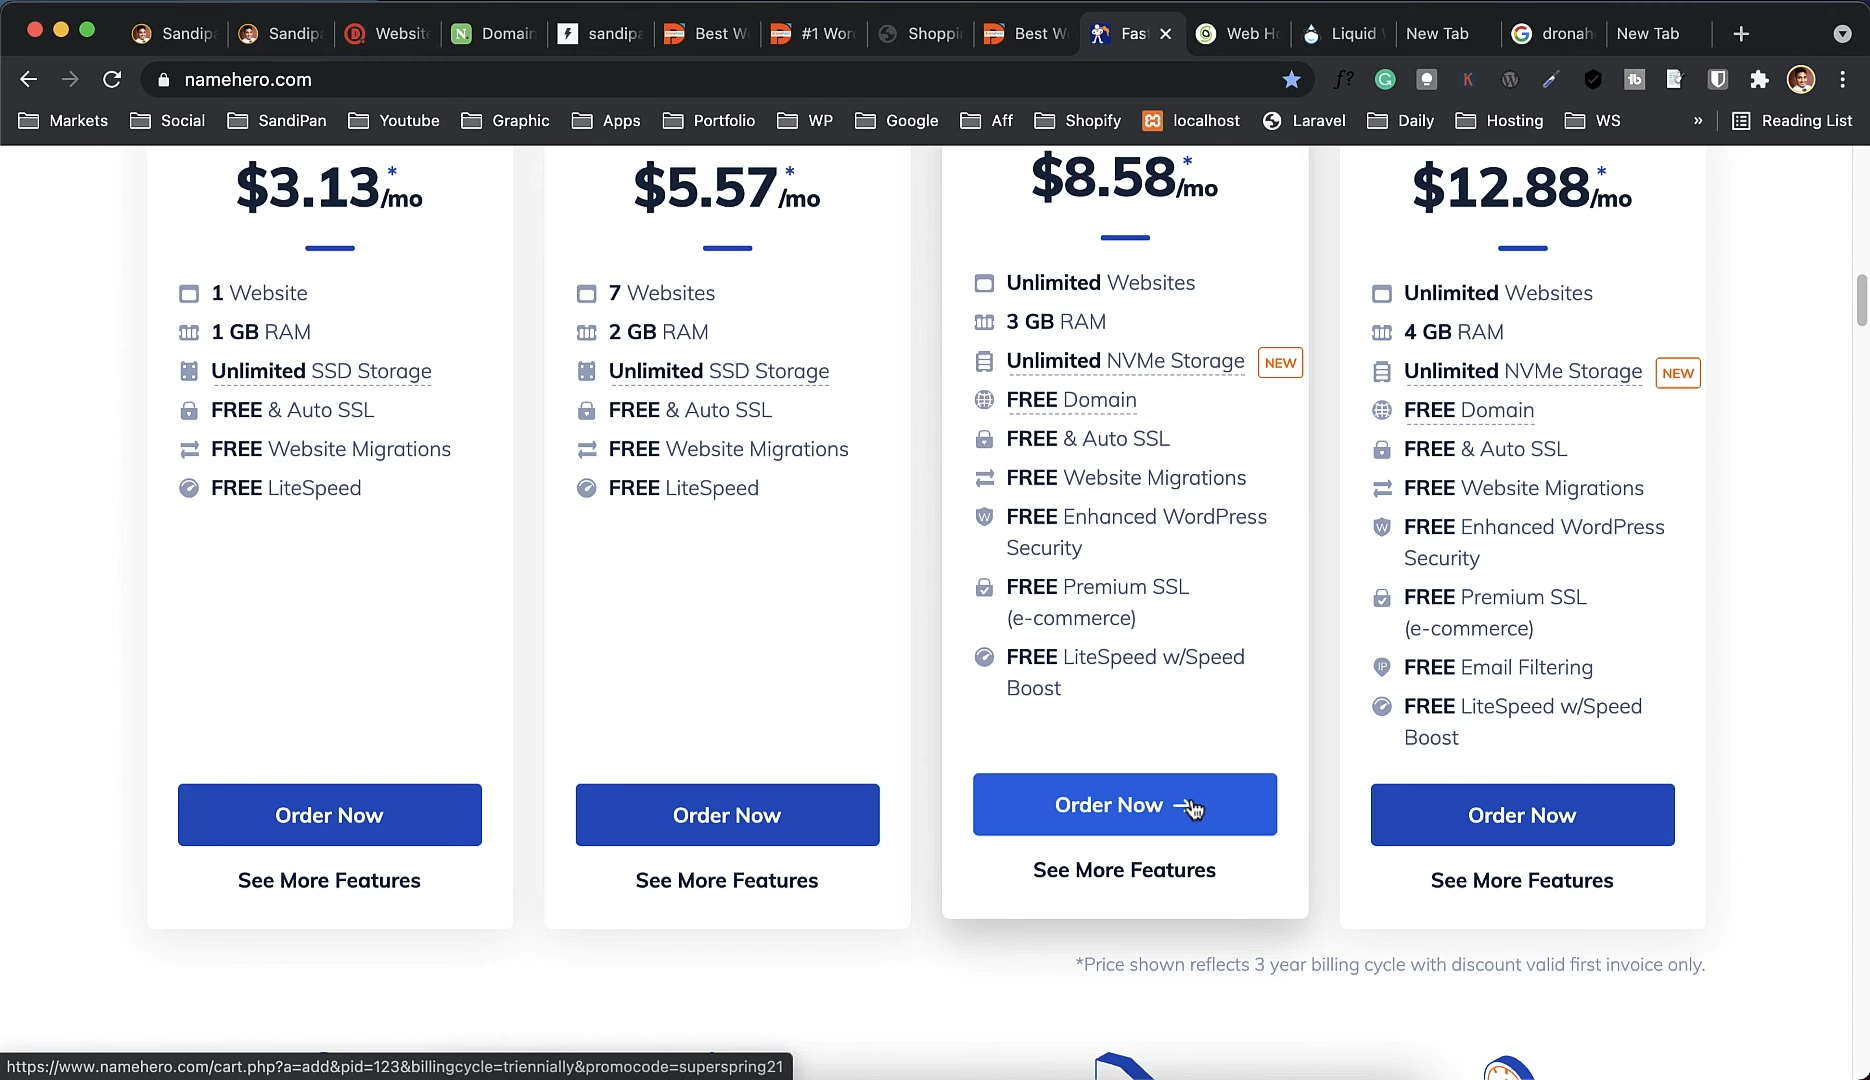 Sandipa
Sandipa
Website
Domain
sandipa
Best W
#1 Wor
Shoppi
Best W
Fas
Web H
Liquid
New Tab
dronah
New Tab
namehero.com
Markets
Social
SandiPan
Youtube
Graphic
Apps
Portfolio
WP
Google
Aff
Shopify
localhost
Laravel
Daily
Hosting
WS
»
Reading List
$3.13*/mo
1 Website
1 GB RAM
Unlimited SSD Storage
FREE & Auto SSL
FREE Website Migrations
FREE LiteSpeed
Order Now
See More Features
$5.57*/mo
7 Websites
2 GB RAM
Unlimited SSD Storage
FREE & Auto SSL
FREE Website Migrations
FREE LiteSpeed
Order Now
See More Features
$8.58*/mo
Unlimited Websites
3 GB RAM
Unlimited NVMe Storage NEW
FREE Domain
FREE & Auto SSL
FREE Website Migrations
FREE Enhanced WordPress
Security
FREE Premium SSL
(e-commerce)
FREE LiteSpeed w/Speed
Boost
Order Now →
See More Features
$12.88*/mo
Unlimited Websites
4 GB RAM
Unlimited NVMe Storage NEW
FREE Domain
FREE & Auto SSL
FREE Website Migrations
FREE Enhanced WordPress
Security
FREE Premium SSL
(e-commerce)
FREE Email Filtering
FREE LiteSpeed w/Speed
Boost
Order Now
See More Features
*Price shown reflects 3 year billing cycle with discount valid first invoice only.
https://www.namehero.com/cart.php?a=add&pid=123&billingcycle=triennially&promocode=superspring21